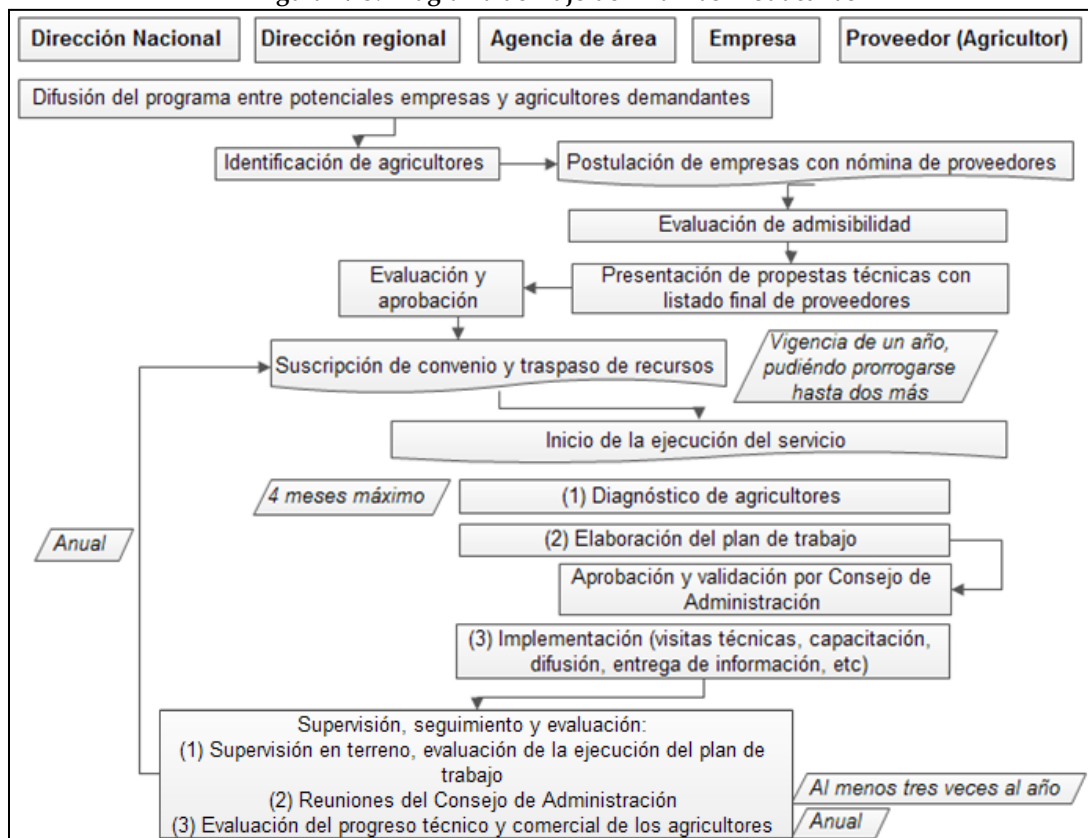 Dirección Nacional
Dirección regional
Agencia de área
Empresa
Proveedor (Agricultor)
Difusión del programa entre potenciales empresas y agricultores demandantes
Identificación de agricultores
Postulación de empresas con nómina de proveedores
Evaluación de admisibilidad
Evaluación y
aprobación
Presentación de propestas técnicas con
listado final de proveedores
Suscripción de convenio y traspaso de recursos
Vigencia de un año,
pudiéndo prorrogarse
hasta dos más
Inicio de la ejecución del servicio
4 meses máximo
(1) Diagnóstico de agricultores
Anual
(2) Elaboración del plan de trabajo
Aprobación y validación por Consejo de
Administración
(3) Implementación (visitas técnicas, capacitación,
difusión, entrega de información, etc)
Supervisión, seguimiento y evaluación:
(1) Supervisión en terreno, evaluación de la ejecución del plan de
trabajo
(2) Reuniones del Consejo de Administración
(3) Evaluación del progreso técnico y comercial de los agricultores
Al menos tres veces al año
Anual